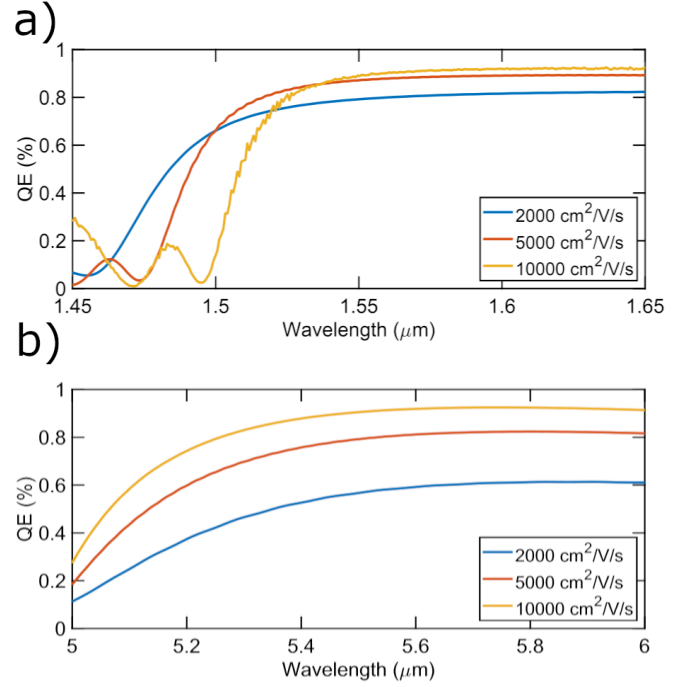 a)
1
0.8
0.6
0.4
0.2
0
QE (%)
2000 cm²/V/s
5000 cm²/V/s
10000 cm²/V/s
1.45 1.5 1.55 1.6 1.65
Wavelength (μm)
b)
1
0.8
0.6
0.4
0.2
0
QE (%)
2000 cm²/V/s
5000 cm²/V/s
10000 cm²/V/s
5 5.2 5.4 5.6 5.8 6
Wavelength (μm)